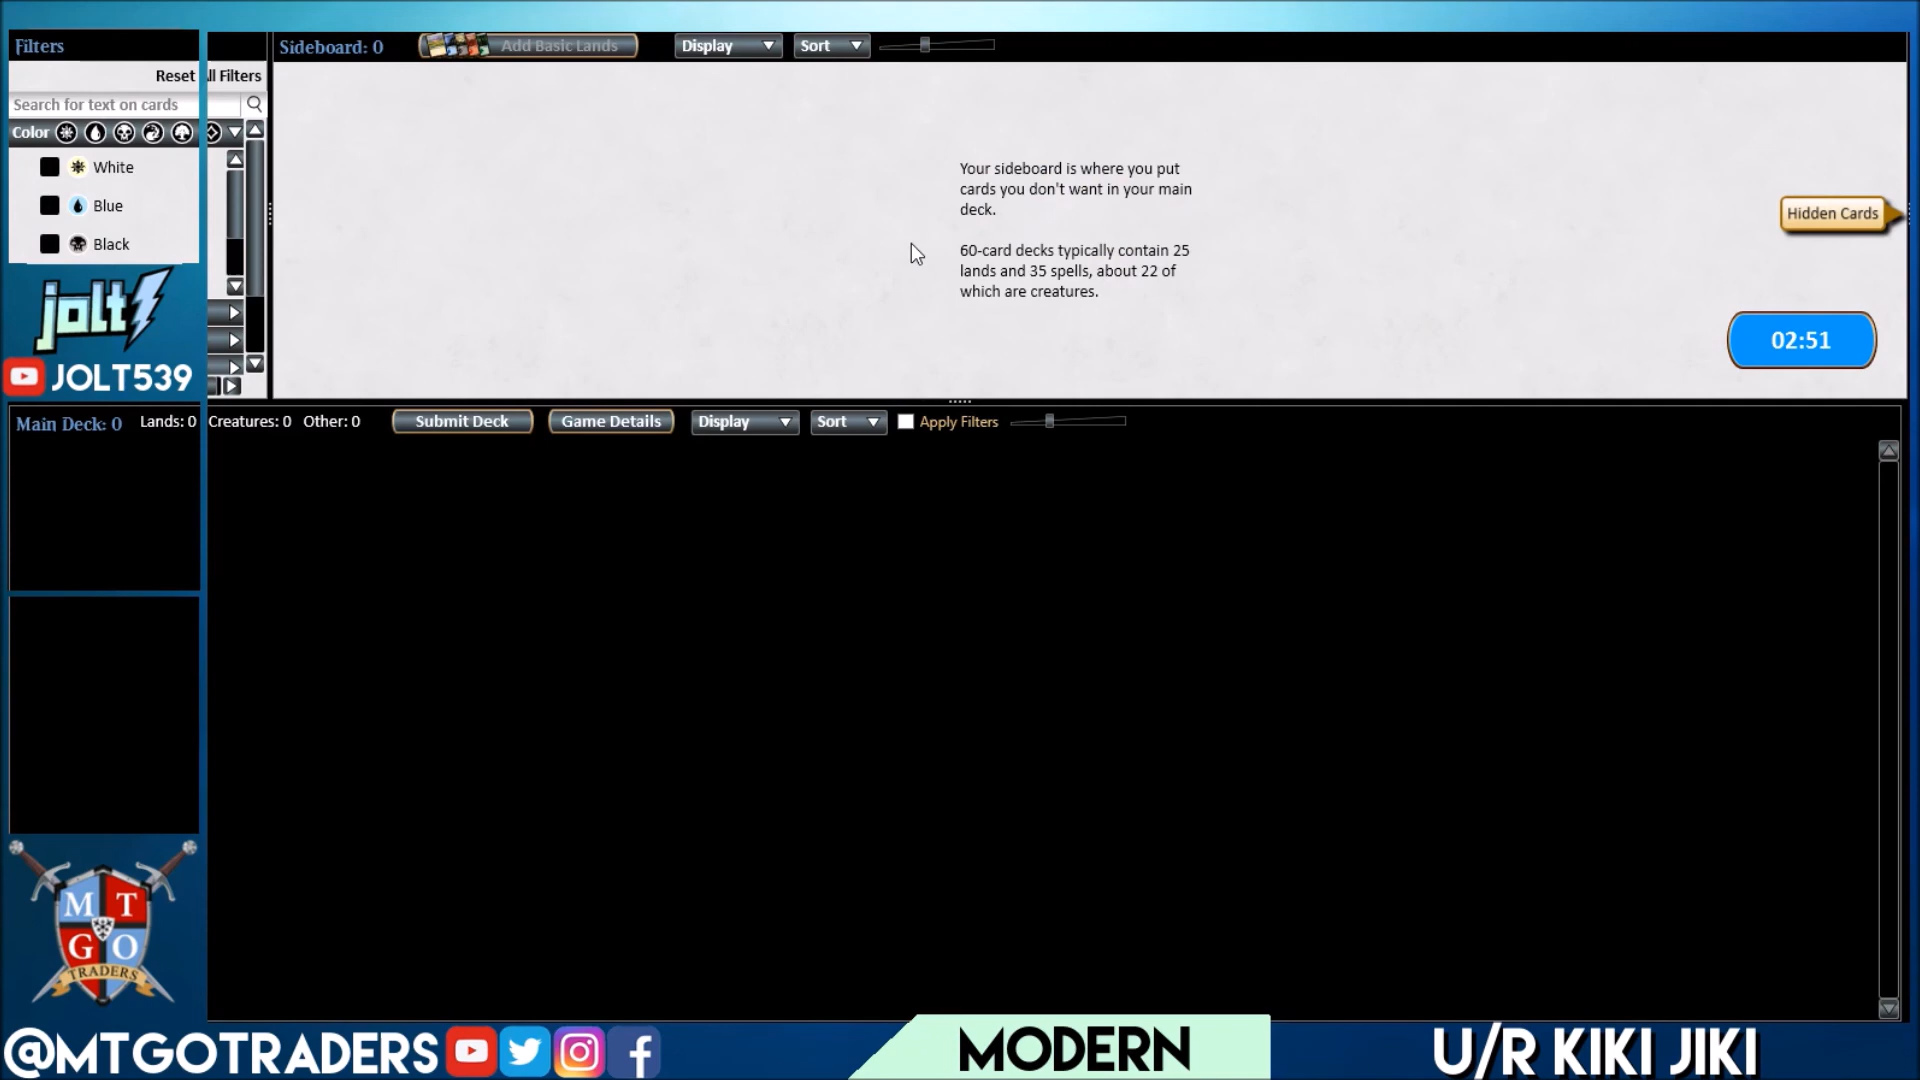 Filters
Sideboard: 0 Add Basic Lands Display Sort
Reset ll Filters
Search for text on cards
Color
White
Blue
Black
Your sideboard is where you put
cards you don't want in your main
deck.
60-card decks typically contain 25
lands and 35 spells, about 22 of
which are creatures.
Hidden Cards
02:51
jolt
JOLT539
Main Deck: 0 Lands: 0 Creatures: 0 Other: 0 Submit Deck Game Details Display Sort Apply Filters
M T
G O
TRADERS
@MTGOTRADERS
MODERN
U/R KIKI JIKI